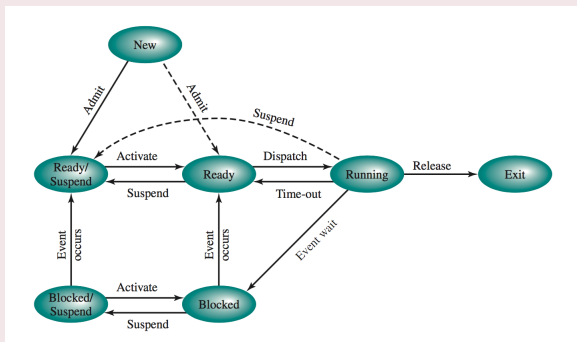 New
Admit
Admit
Suspend
Ready/
Suspend
Activate
Suspend
Ready
Dispatch
Time-out
Running
Release
Exit
Event
occurs
Event
occurs
Event wait
Blocked/
Suspend
Activate
Suspend
Blocked